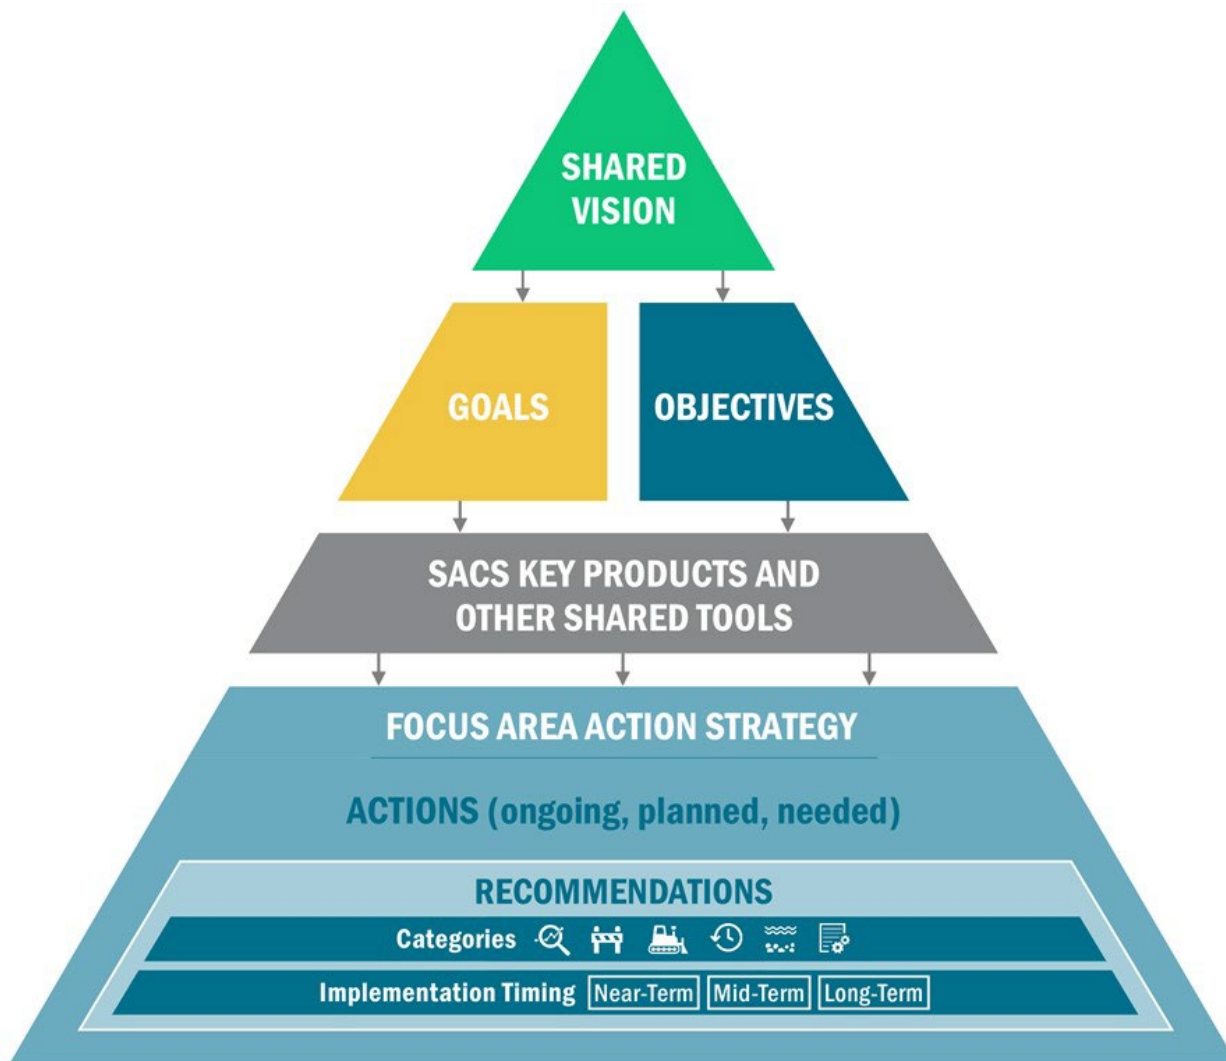 SHARED
VISION
GOALS
OBJECTIVES
SACS KEY PRODUCTS AND
OTHER SHARED TOOLS
FOCUS AREA ACTION STRATEGY
ACTIONS (ongoing, planned, needed)
RECOMMENDATIONS
Categories
Implementation Timing Near-Term Mid-Term Long-Term